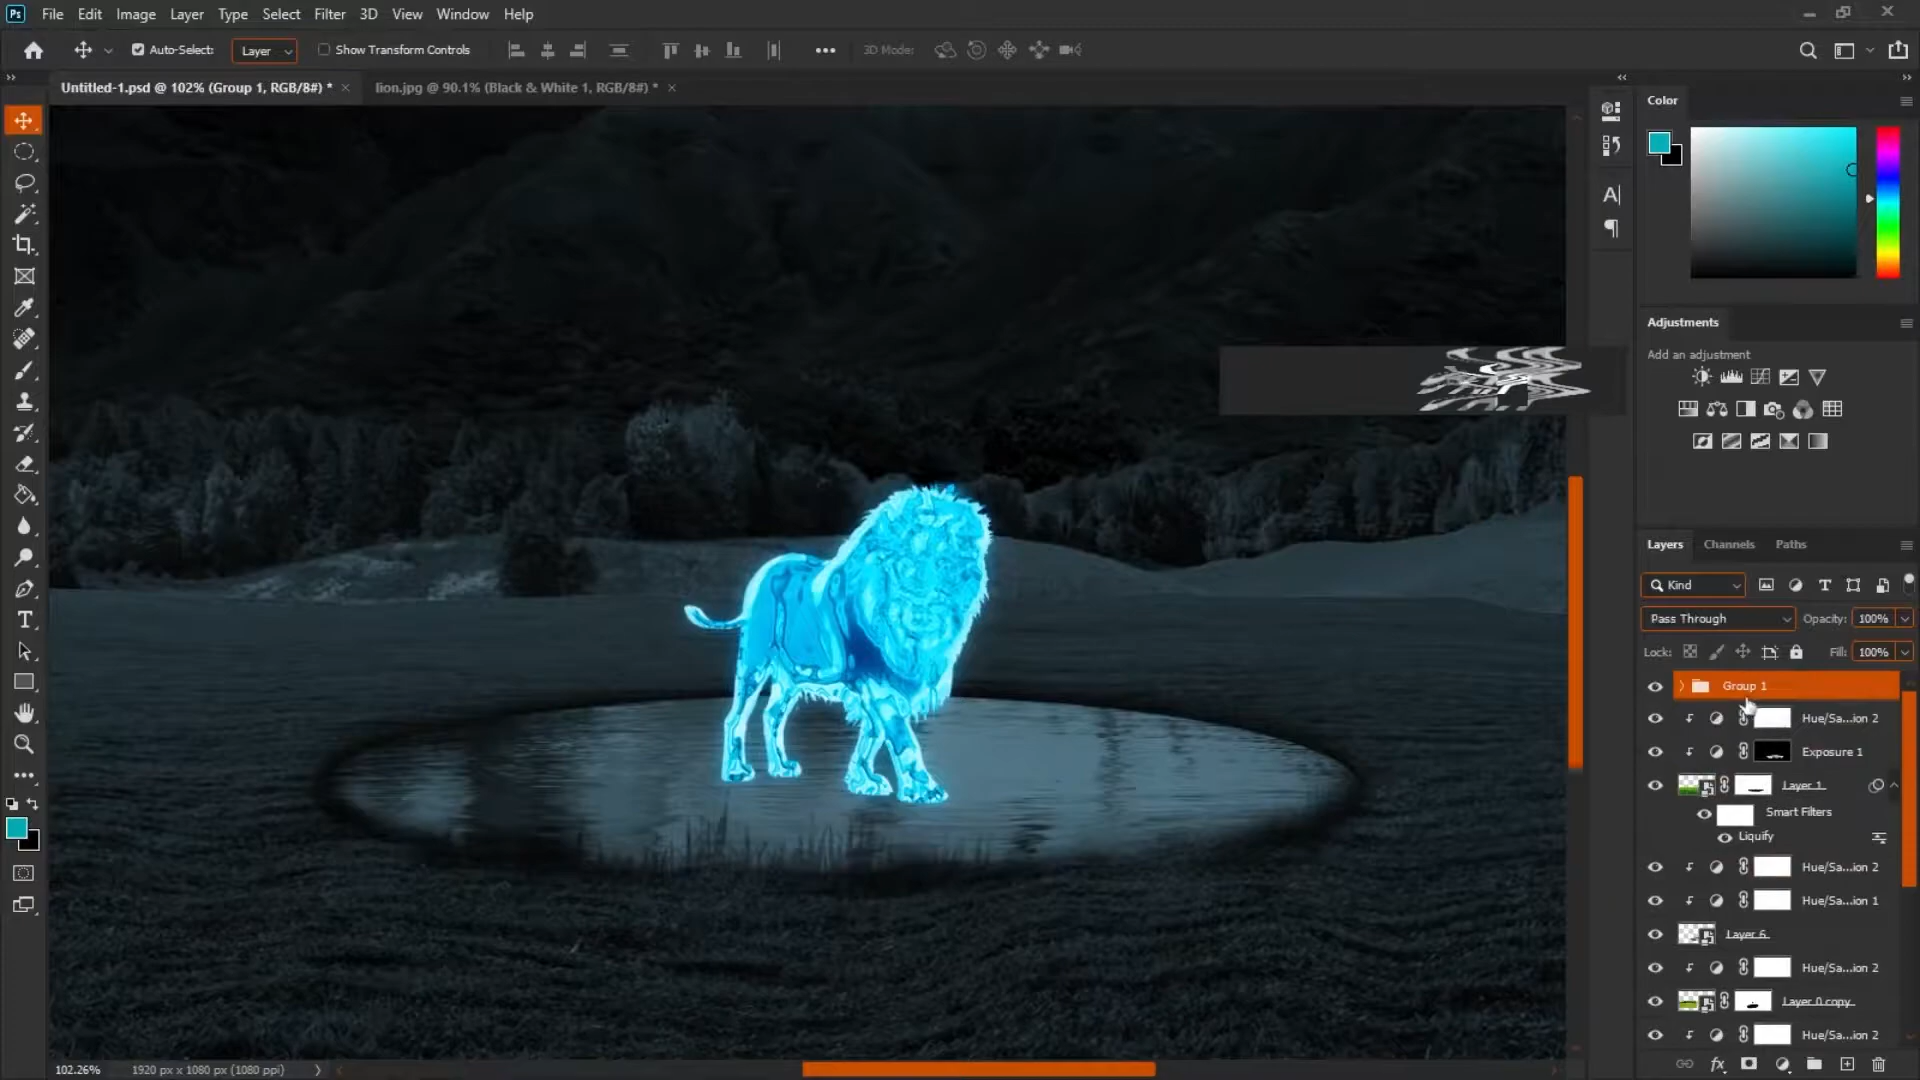 Ps File Edit Image Layer Type Select Filter 3D View Window Help
Auto-Select: Layer Show Transform Controls 3D Mode:
Untitled-1.psd @ 102% (Group 1, RGB/8#) * lion.jpg @ 90.1% (Black & White 1, RGB/8#) *
Color
Adjustments
Add an adjustment
Layers Channels Paths
Kind
Pass Through Opacity: 100%
Lock: Fill: 100%
Group 1
Hue/Sa...ion 2
Exposure 1
Layer 1
Smart Filters
Liquify
Hue/Sa...ion 2
Hue/Sa...ion 1
Layer 6
Hue/Sa...ion 2
Layer 0 copy
Hue/Sa...ion 2
102.26% 1920 px x 1080 px (1080 ppi)